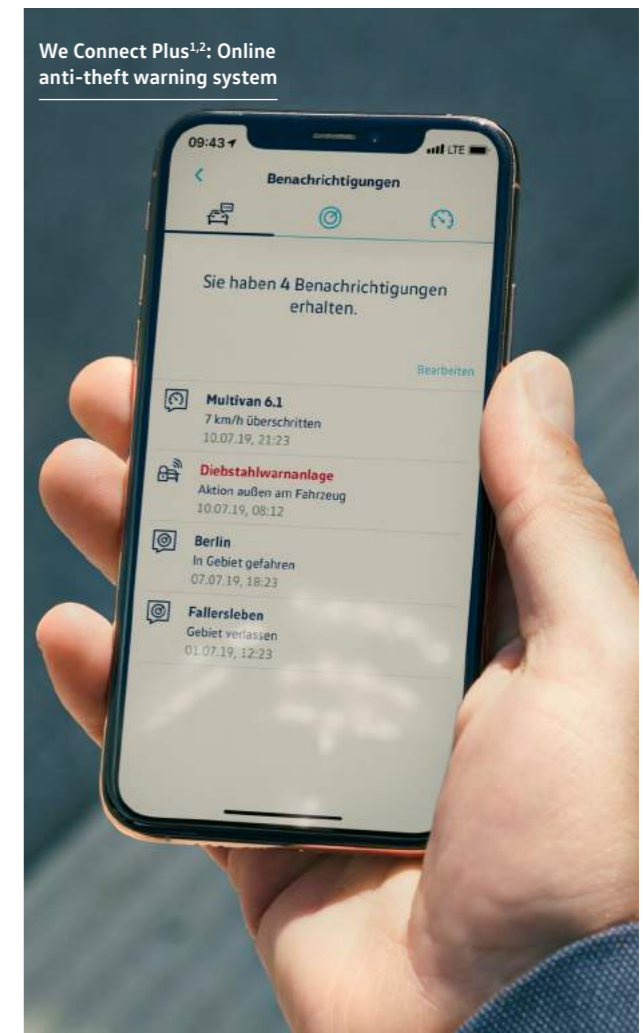 We Connect Plus1,2: Online
anti-theft warning system
09:43
LTE
Benachrichtigungen
Sie haben 4 Benachrichtigungen
erhalten.
Bearbeiten
Multivan 6.1
7 km/h überschritten
10.07.19, 21:23
Diebstahlwarnanlage
Aktion außen am Fahrzeug
10.07.19, 08:12
Berlin
In Gebiet gefahren
07.07.19, 18:23
Fallersleben
Gebiet verlassen
01.07.19, 12:23